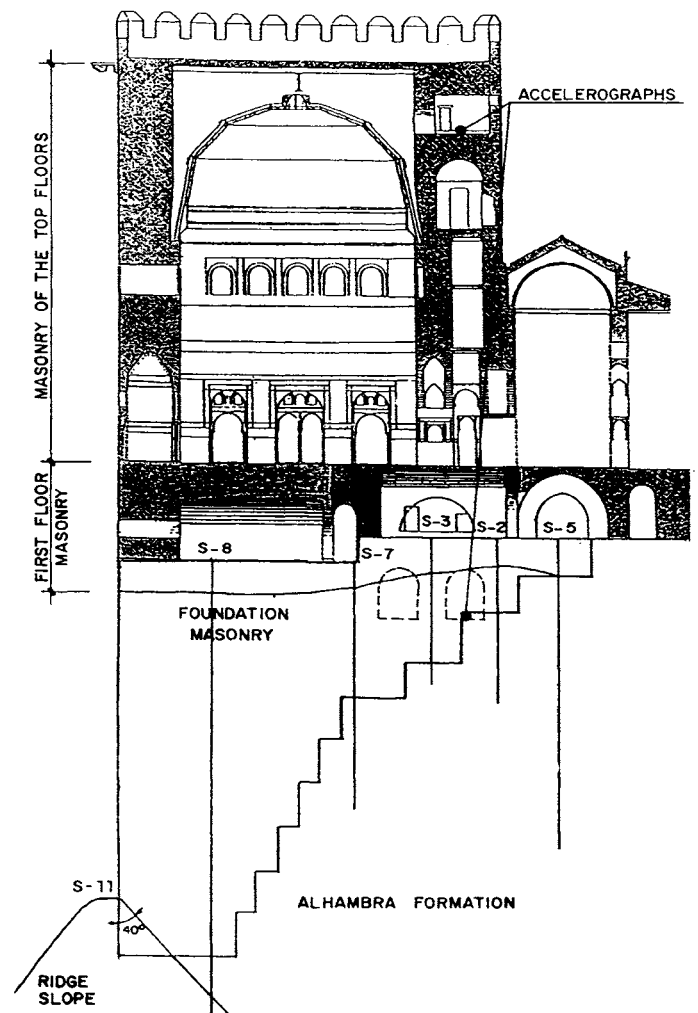 ACCELEROGRAPHS
MASONRY OF THE TOP FLOORS
FIRST FLOOR
MASONRY
S-3
S-2
S-5
S-8
S-7
FOUNDATION
MASONRY
S-11
40°
ALHAMBRA FORMATION
RIDGE
SLOPE